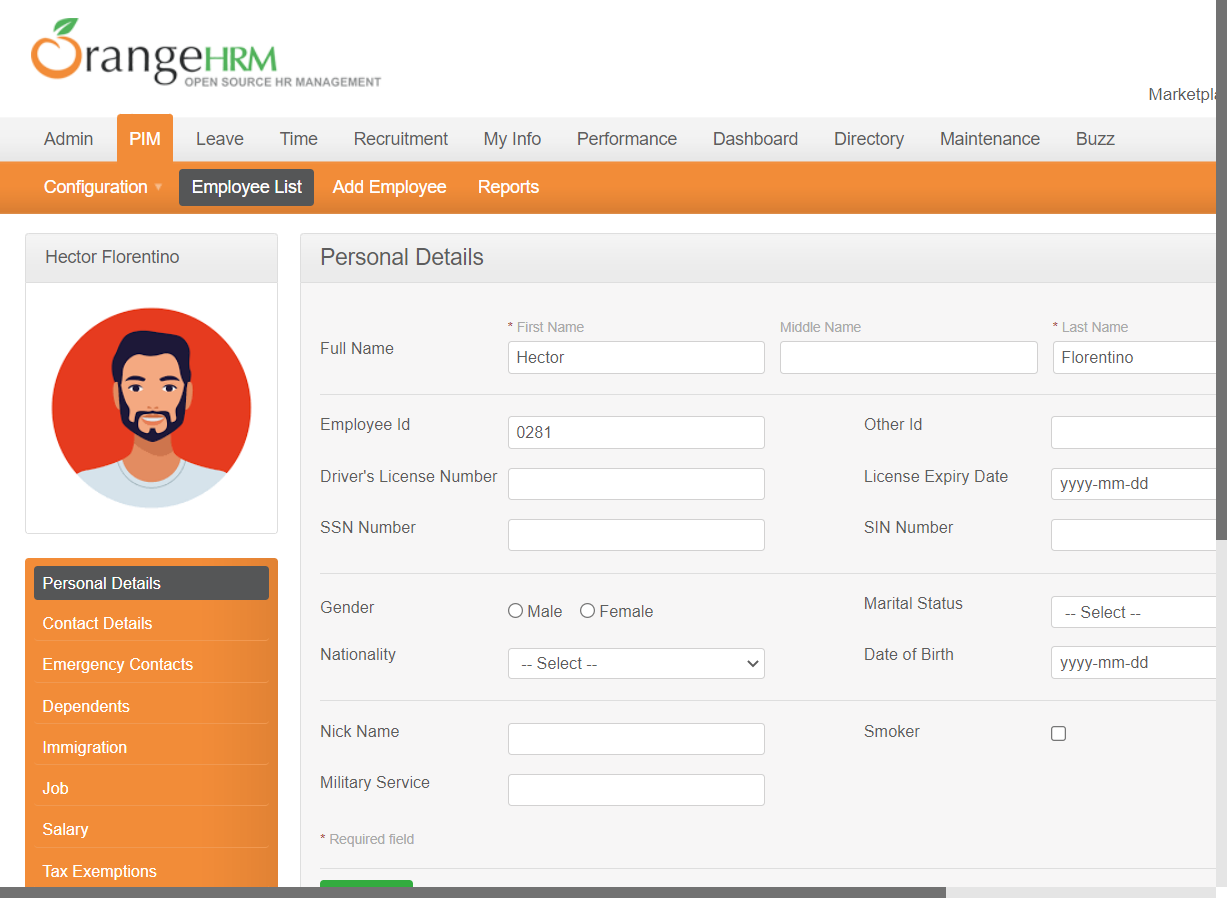 OrangeHRM
OPEN SOURCE HR MANAGEMENT
Admin PIM Leave Time Recruitment My Info Performance Dashboard Directory Maintenance Buzz
Configuration Employee List Add Employee Reports
Hector Florentino
Personal Details
* First Name Middle Name * Last Name
Full Name Hector Florentino
Employee Id 0281 Other Id
Driver's License Number License Expiry Date yyyy-mm-dd
SSN Number SIN Number
Gender Male Female Marital Status -- Select --
Nationality -- Select -- Date of Birth yyyy-mm-dd
Nick Name Smoker
Military Service
* Required field
Personal Details
Contact Details
Emergency Contacts
Dependents
Immigration
Job
Salary
Tax Exemptions